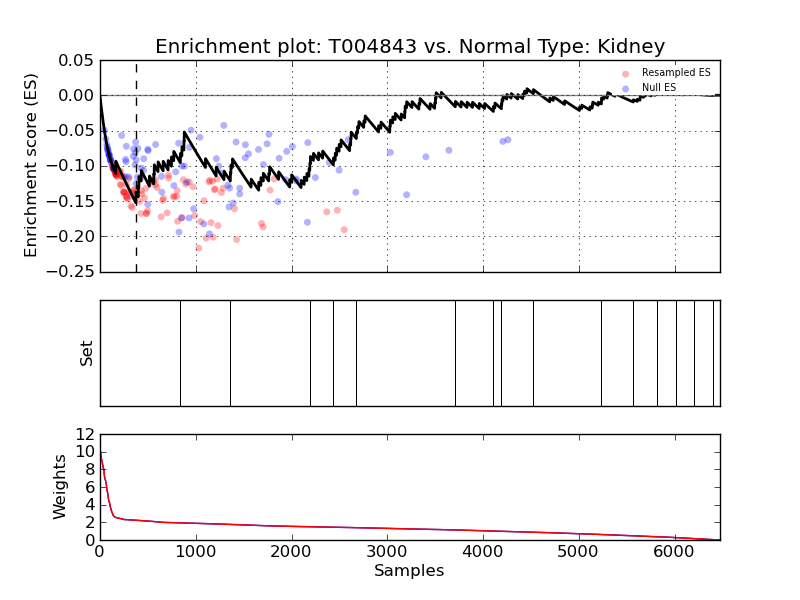 Enrichment plot: T004843 vs. Normal Type: Kidney
0.05
0.00
−0.05
−0.10
−0.15
−0.20
−0.25
Enrichment score (ES)
Resampled ES
Null ES
Set
12
10
8
6
4
2
0
Weights
0 1000 2000 3000 4000 5000 6000
Samples